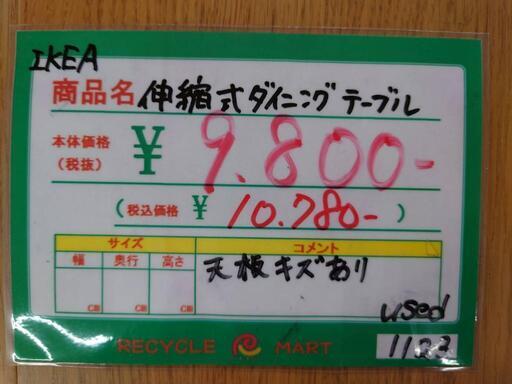 IKEA
商品名 伸縮式ダイニングテーブル
本体価格
(税抜) ¥ 9.800-
(税込価格 ¥ 10.780-)
サイズ コメント
幅 奥行 高さ 天板キズあり
cm cm cm
used
RECYCLE MART 1123